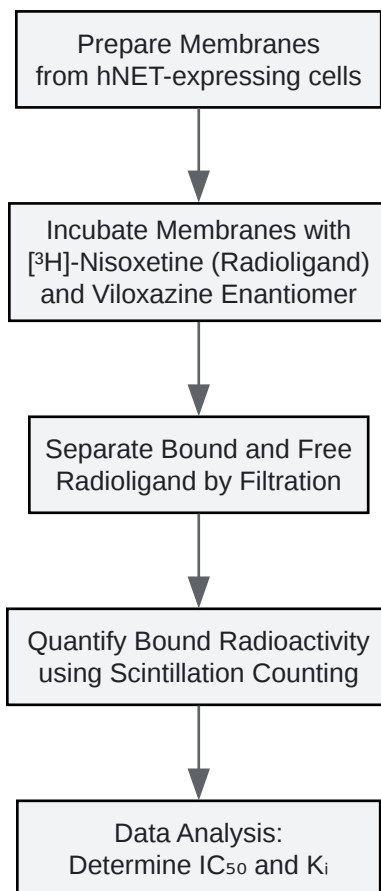 Prepare Membranes
from hNET-expressing cells
Incubate Membranes with
[³H]-Nisoxetine (Radioligand)
and Viloxazine Enantiomer
Separate Bound and Free
Radioligand by Filtration
Quantify Bound Radioactivity
using Scintillation Counting
Data Analysis:
Determine IC₅₀ and Kᵢ